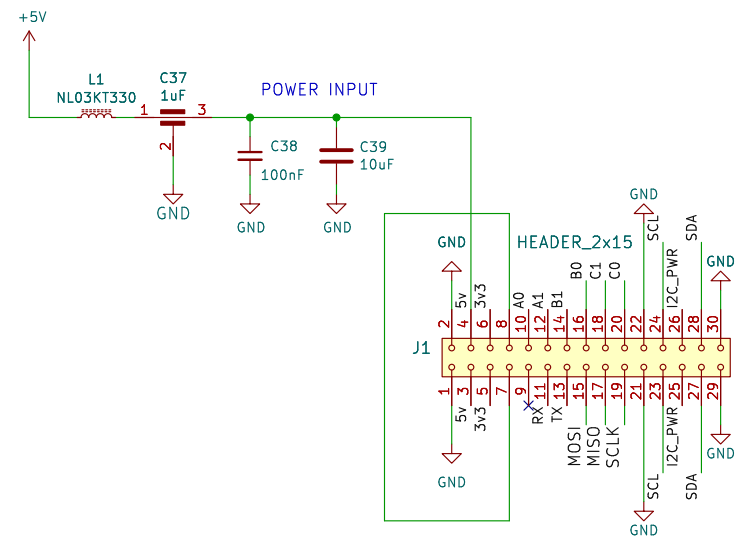 +5V
L1
NL03KT330
C37
1uF
1
3
2
GND
POWER INPUT
C38
100nF
GND
C39
10uF
GND
GND
SCL
SDA
HEADER_2x15
GND
GND
5v
3v3
A0
A1
B1
B0
C1
C0
I2C_PWR
2
4
6
8
10
12
14
16
18
20
22
24
26
28
30
J1
1
3
5
7
9
11
13
15
17
19
21
23
25
27
29
5v
3v3
RX
TX
MOSI
MISO
SCLK
I2C_PWR
GND
GND
SCL
SDA
GND